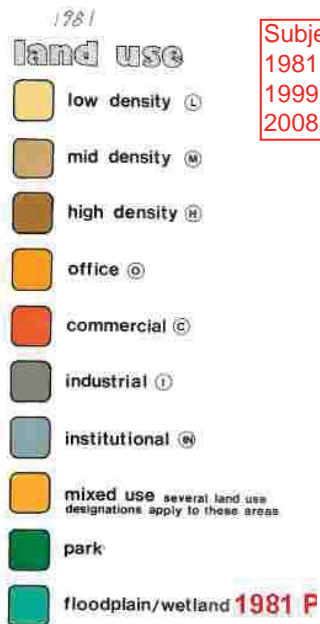 1981
land use
Subje
1981
1999
2008
low density Ⓛ
mid density Ⓜ
high density Ⓗ
office Ⓞ
commercial Ⓒ
industrial Ⓘ
institutional IN
mixed use several land use
designations apply to these areas
park
floodplain/wetland 1981 P